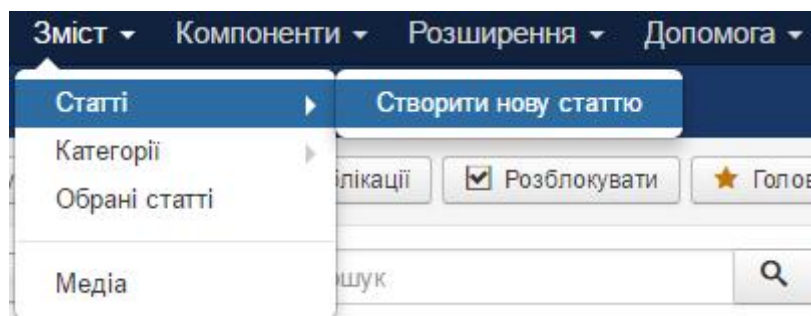 Зміст Компоненти Розширення Допомога
Статті Створити нову статтю
Категорії
Розблокувати
Обрані статті
Медіа